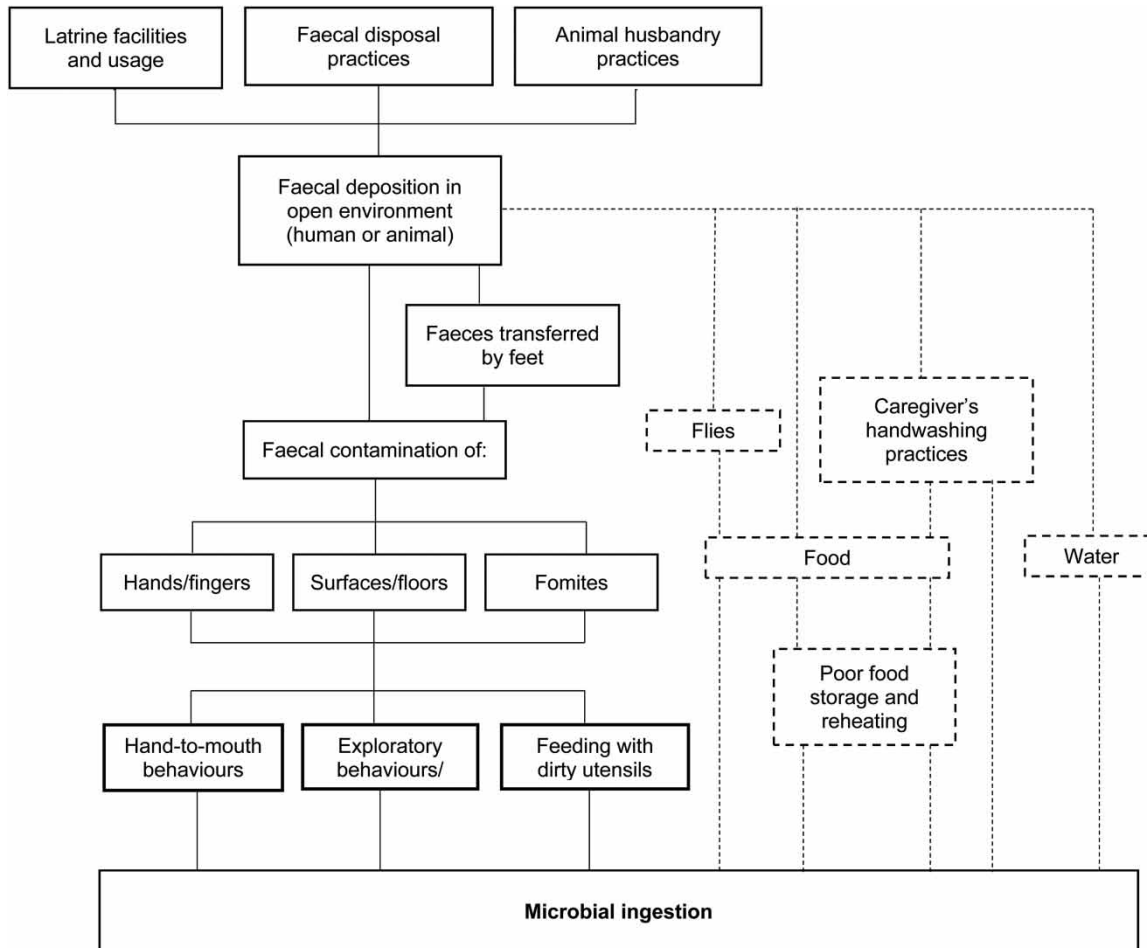 Latrine facilities
and usage
Faecal disposal
practices
Animal husbandry
practices
Faecal deposition in
open environment
(human or animal)
Faeces transferred
by feet
Flies
Caregiver’s
handwashing
practices
Faecal contamination of:
Hands/fingers
Surfaces/floors
Fomites
Food
Water
Poor food
storage and
reheating
Hand-to-mouth
behaviours
Exploratory
behaviours/
Feeding with
dirty utensils
Microbial ingestion